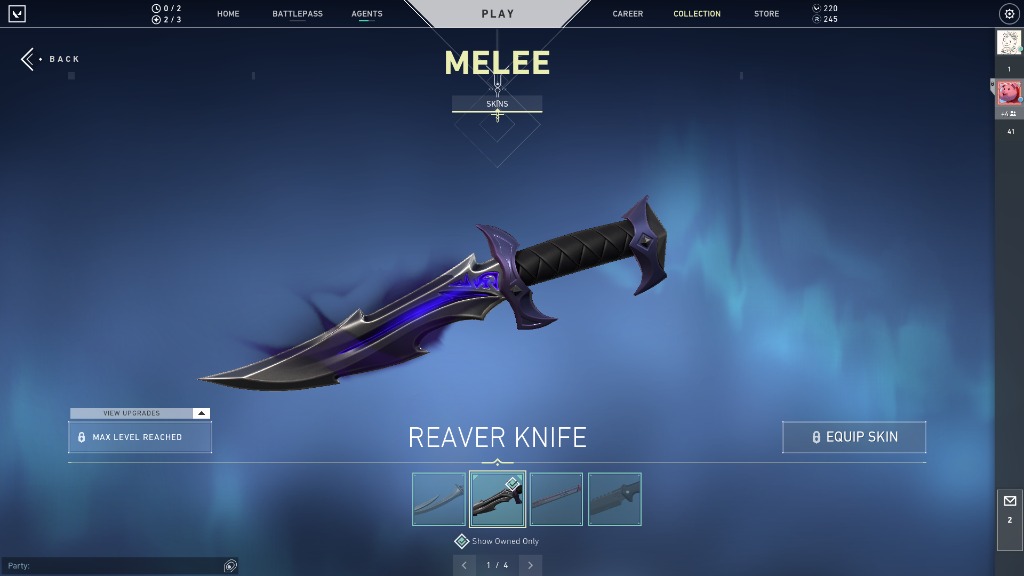 0 / 2
2 / 3
HOME
BATTLEPASS
AGENTS
PLAY
CAREER
COLLECTION
STORE
220
245
BACK
MELEE
SKINS
1
+4
41
VIEW UPGRADES
MAX LEVEL REACHED
REAVER KNIFE
EQUIP SKIN
Show Owned Only
1 / 4
2
Party: